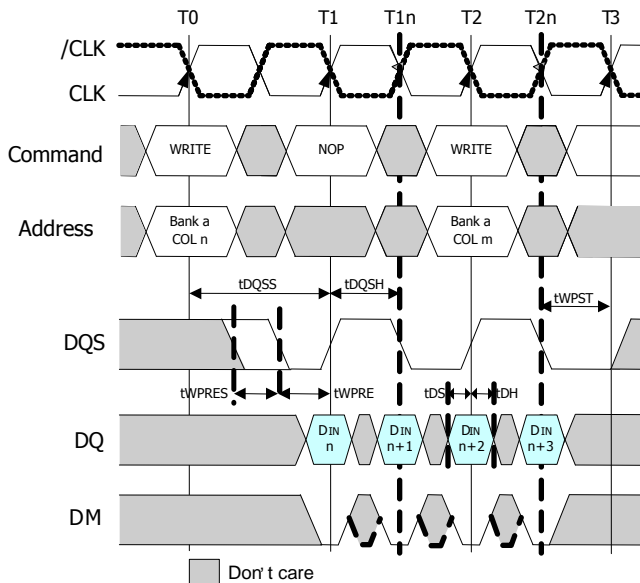 T0 T1 T1n T2 T2n T3
/CLK
CLK
Command WRITE NOP WRITE
Address Bank a COL n Bank a COL m
tDQSS tDQSH tWPST
DQS
tWPRES tWPRE tDS tDH
DQ DIN n DIN n+1 DIN n+2 DIN n+3
DM
Don't care